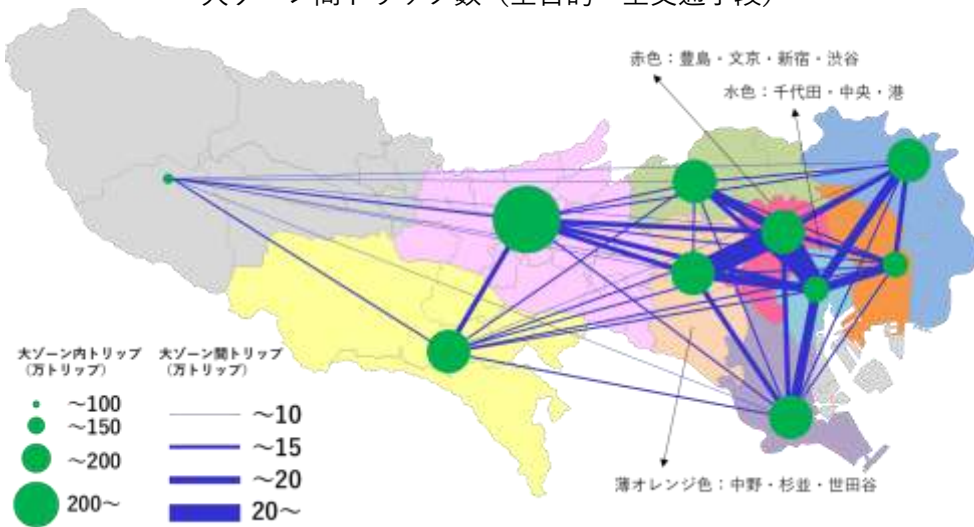 大ゾーン間トリップ数（全目的・全交通手段）
赤色：豊島・文京・新宿・渋谷
水色：千代田・中央・港
大ゾーン内トリップ
（万トリップ）
～100
～150
～200
200～
大ゾーン間トリップ
（万トリップ）
～10
～15
～20
20～
薄オレンジ色：中野・杉並・世田谷